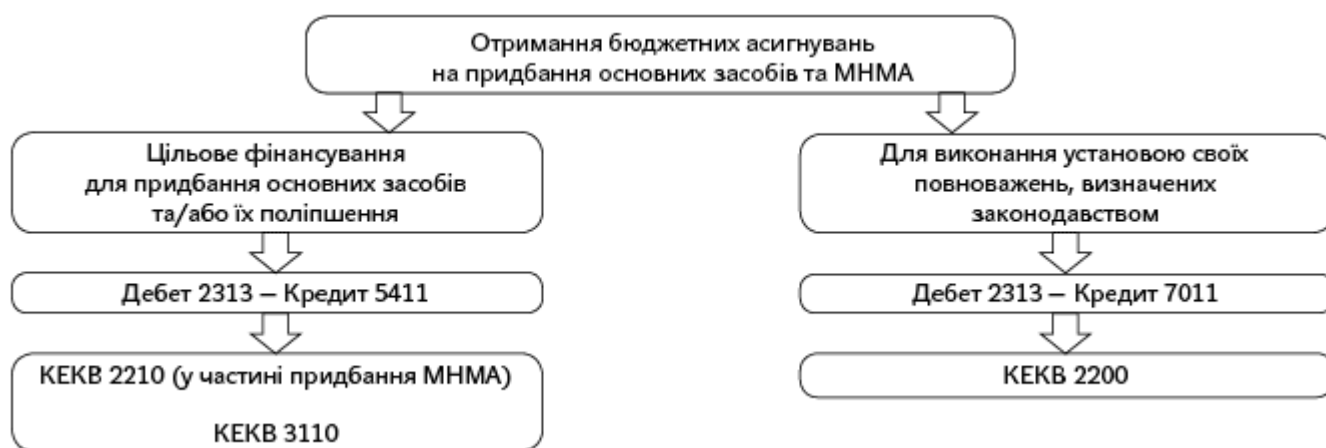 Отримання бюджетних асигнувань
на придбання основних засобів та МНМА
Цільове фінансування
для придбання основних засобів
та/або їх поліпшення
Дебет 2313 – Кредит 5411
КЕКВ 2210 (у частині придбання МНМА)
КЕКВ 3110
Для виконання установою своїх
повноважень, визначених
законодавством
Дебет 2313 – Кредит 7011
КЕКВ 2200